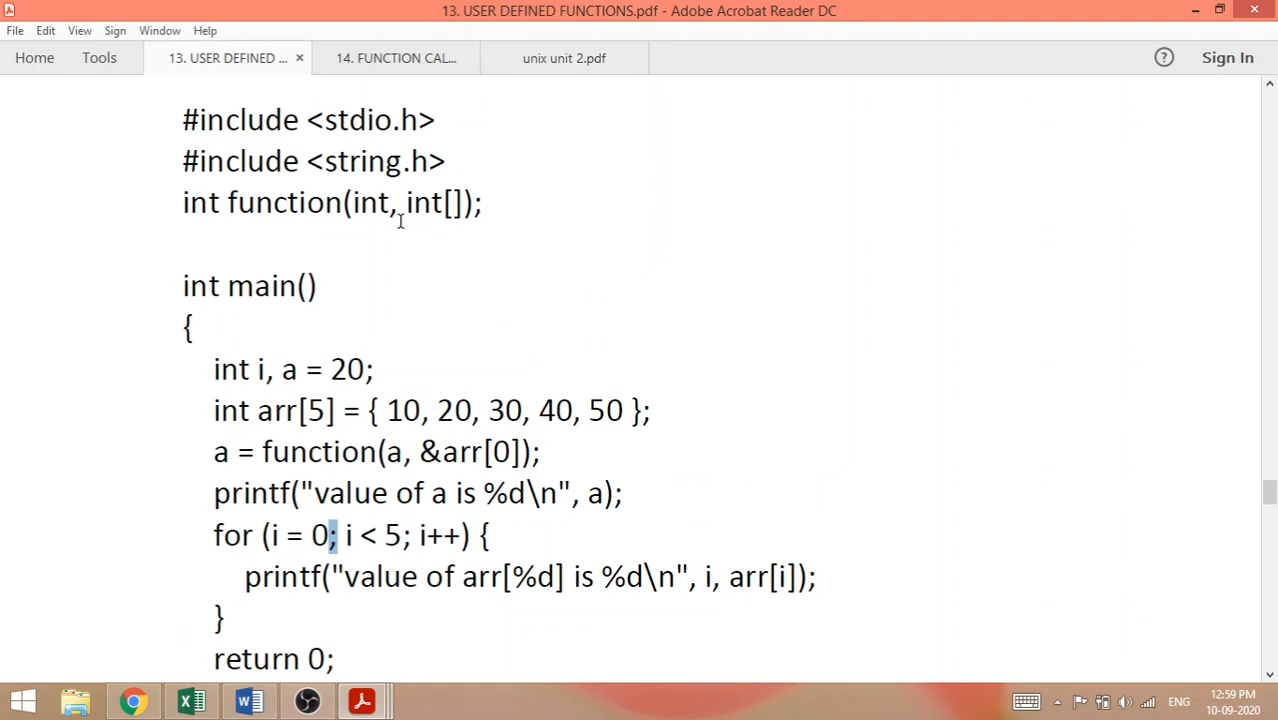 13. USER DEFINED FUNCTIONS.pdf - Adobe Acrobat Reader DC
File Edit View Sign Window Help
Home Tools 13. USER DEFINED ... × 14. FUNCTION CAL... unix unit 2.pdf ? Sign In
#include <stdio.h>
#include <string.h>
int function(int, int[]);
int main()
{
int i, a = 20;
int arr[5] = { 10, 20, 30, 40, 50 };
a = function(a, &arr[0]);
printf("value of a is %d\n", a);
for (i = 0; i < 5; i++) {
printf("value of arr[%d] is %d\n", i, arr[i]);
}
return 0;
ENG
12:59 PM
10-09-2020